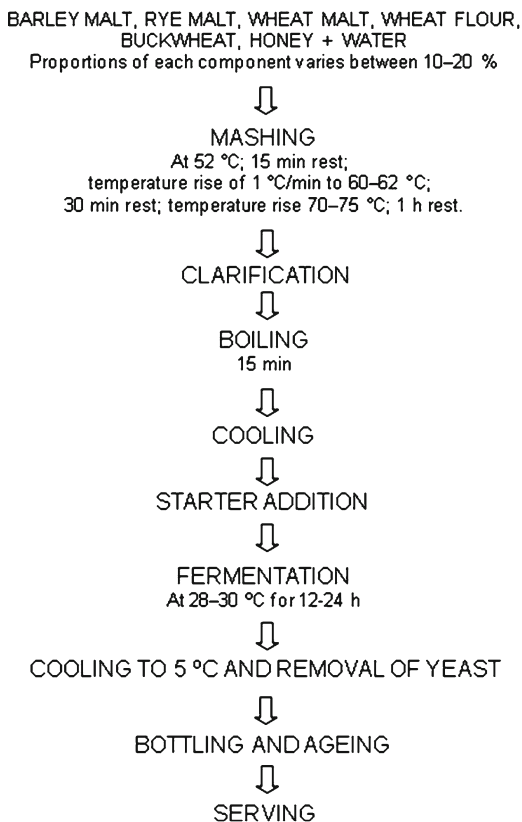 BARLEY MALT, RYE MALT, WHEAT MALT, WHEAT FLOUR,
BUCKWHEAT, HONEY + WATER
Proportions of each component varies between 10–20 %
MASHING
At 52 °C; 15 min rest;
temperature rise of 1 °C/min to 60–62 °C;
30 min rest; temperature rise 70–75 °C; 1 h rest.
CLARIFICATION
BOILING
15 min
COOLING
STARTER ADDITION
FERMENTATION
At 28–30 °C for 12-24 h
COOLING TO 5 °C AND REMOVAL OF YEAST
BOTTLING AND AGEING
SERVING